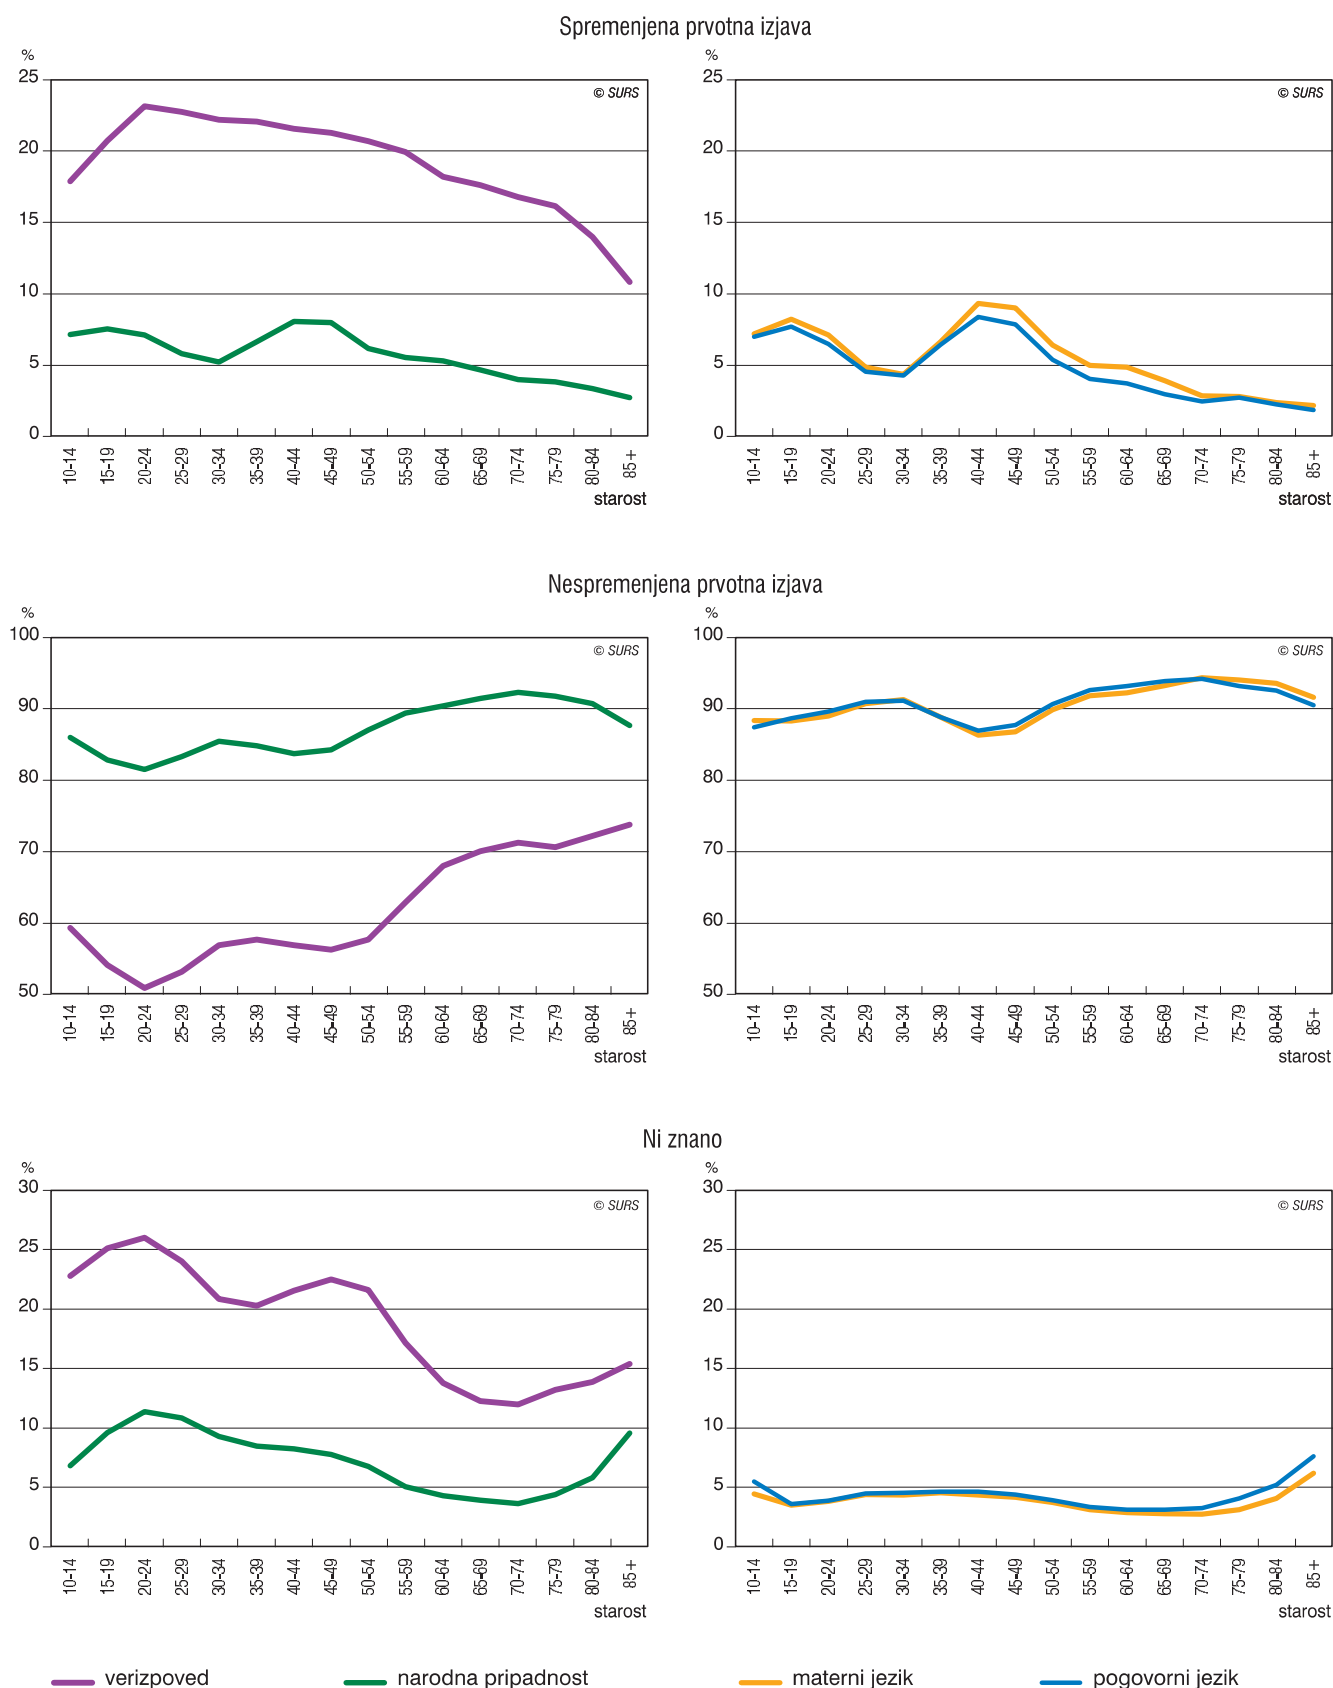 Spremenjena prvotna izjava
% %
25 25
© SURS © SURS
20 20
15 15
10 10
5 5
0 0
10-14 15-19 20-24 25-29 30-34 35-39 40-44 45-49 50-54 55-59 60-64 65-69 70-74 75-79 80-84 85+ 10-14 15-19 20-24 25-29 30-34 35-39 40-44 45-49 50-54 55-59 60-64 65-69 70-74 75-79 80-84 85+
starost starost
Nespremenjena prvotna izjava
% %
100 100
© SURS © SURS
90 90
80 80
70 70
60 60
50 50
10-14 15-19 20-24 25-29 30-34 35-39 40-44 45-49 50-54 55-59 60-64 65-69 70-74 75-79 80-84 85+ 10-14 15-19 20-24 25-29 30-34 35-39 40-44 45-49 50-54 55-59 60-64 65-69 70-74 75-79 80-84 85+
starost starost
Ni znano
% %
30 30
© SURS © SURS
25 25
20 20
15 15
10 10
5 5
0 0
10-14 15-19 20-24 25-29 30-34 35-39 40-44 45-49 50-54 55-59 60-64 65-69 70-74 75-79 80-84 85+ 10-14 15-19 20-24 25-29 30-34 35-39 40-44 45-49 50-54 55-59 60-64 65-69 70-74 75-79 80-84 85+
starost starost
verizpoved narodna pripadnost materni jezik pogovorni jezik